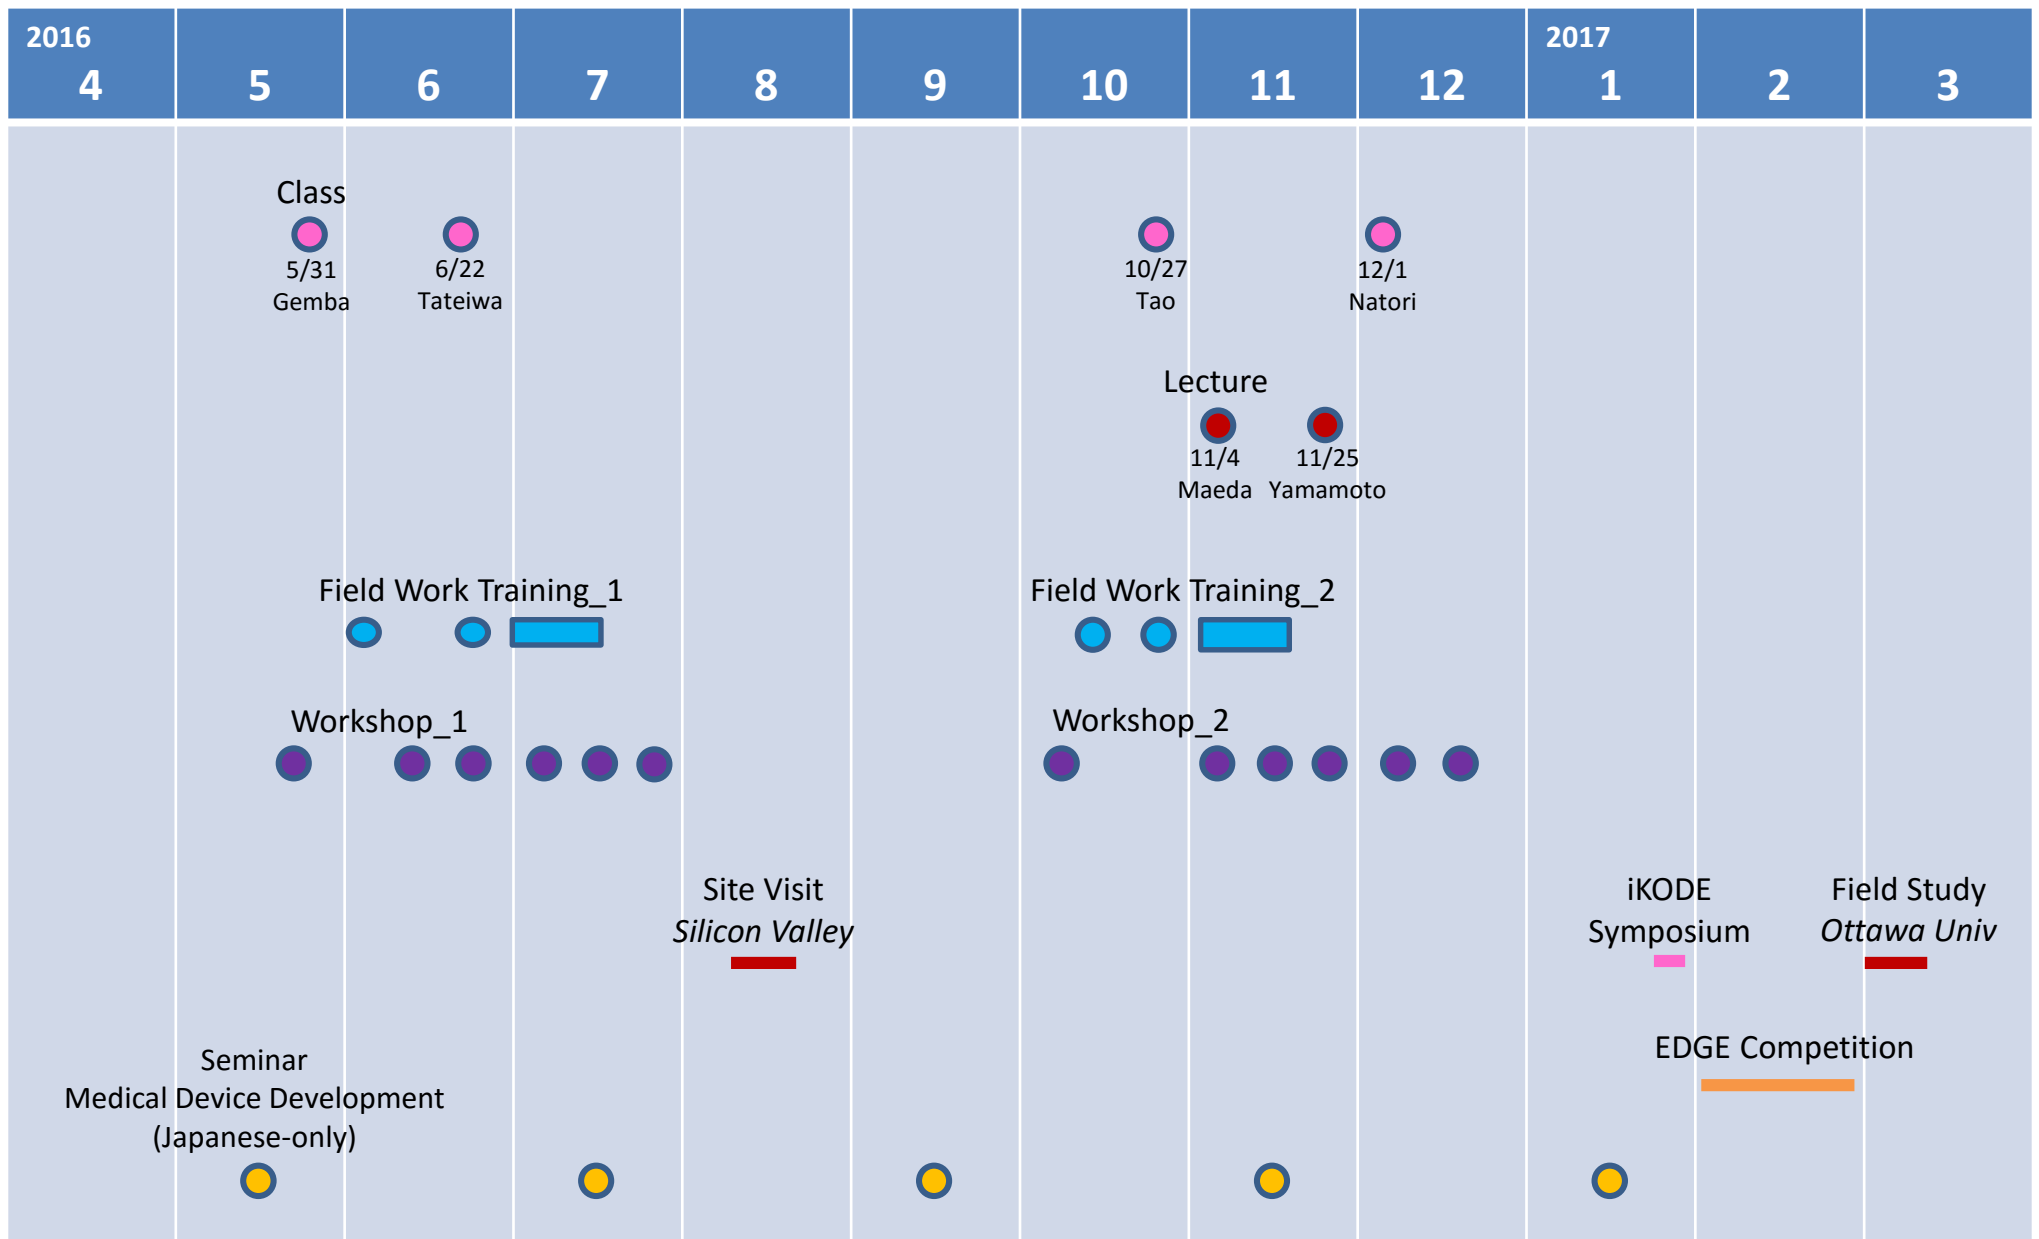 2016
2017
4 5 6 7 8 9 10 11 12 1 2 3
Class
5/31 6/22 10/27 12/1
Gemba Tateiwa Tao Natori
Lecture
11/4 11/25
Maeda Yamamoto
Field Work Training_1 Field Work Training_2
Workshop_1 Workshop_2
Site Visit
Silicon Valley
iKODE
Symposium
Field Study
Ottawa Univ
EDGE Competition
Seminar
Medical Device Development
(Japanese-only)